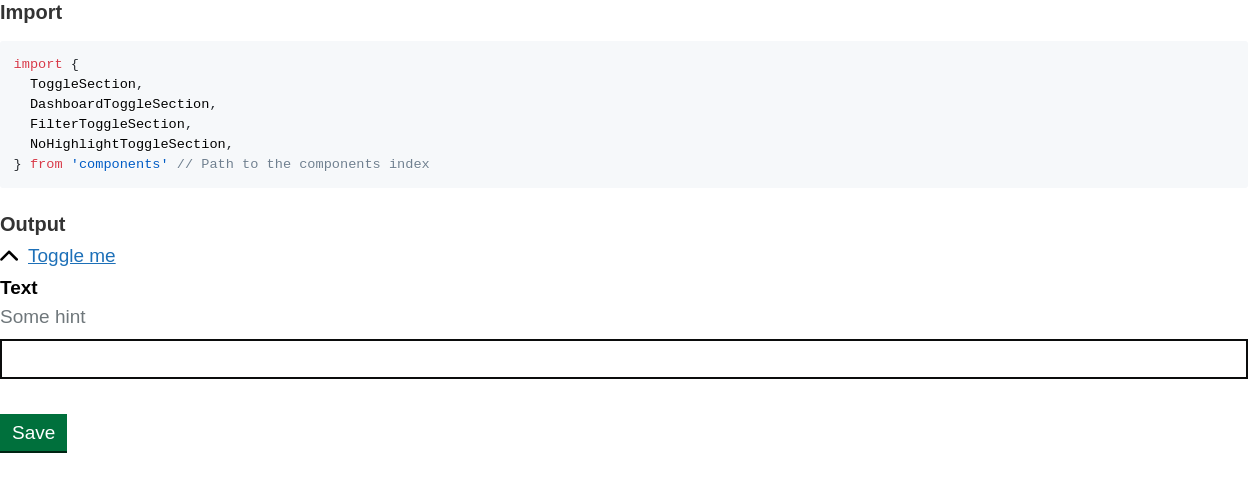 Import
import {
  ToggleSection,
  DashboardToggleSection,
  FilterToggleSection,
  NoHighlightToggleSection,
} from 'components' // Path to the components index
Output
Toggle me
Text
Some hint
Save